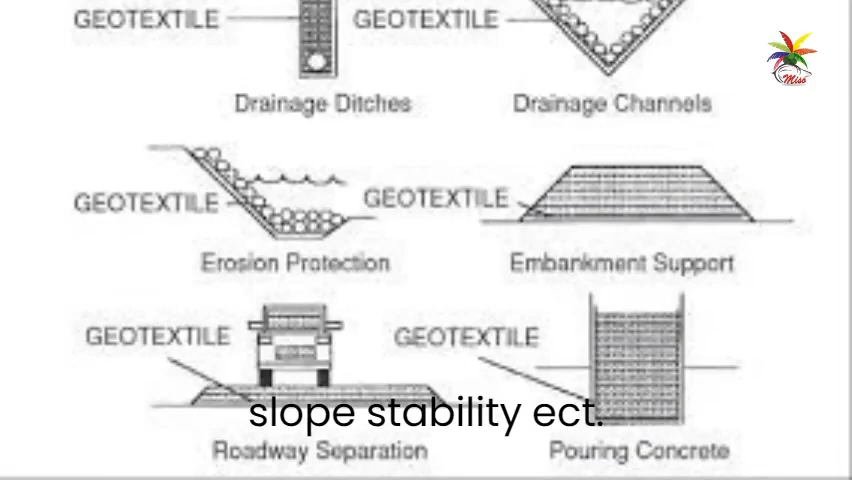 GEOTEXTILE
GEOTEXTILE
Drainage Ditches
Drainage Channels
Miso
GEOTEXTILE
GEOTEXTILE
Erosion Protection
Embankment Support
GEOTEXTILE
GEOTEXTILE
slope stability ect.
Roadway Separation
Pouring Concrete